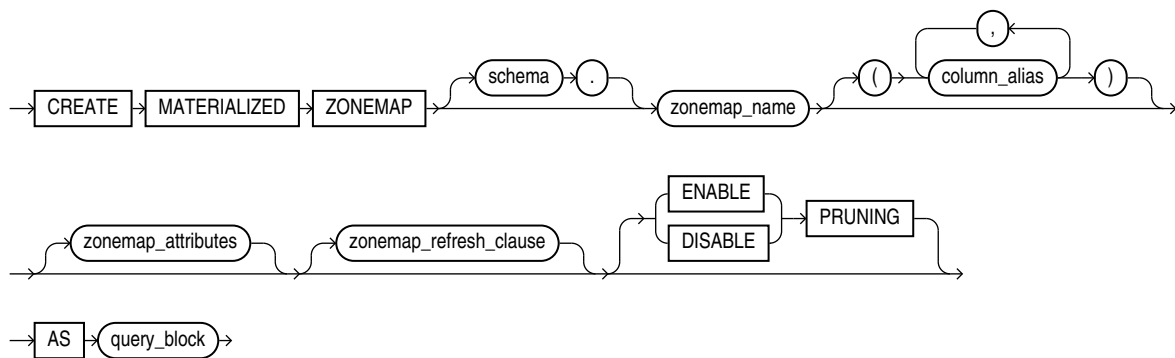 CREATE MATERIALIZED ZONEMAP schema . zonemap_name ( column_alias , )
zonemap_attributes zonemap_refresh_clause ENABLE DISABLE PRUNING
AS query_block